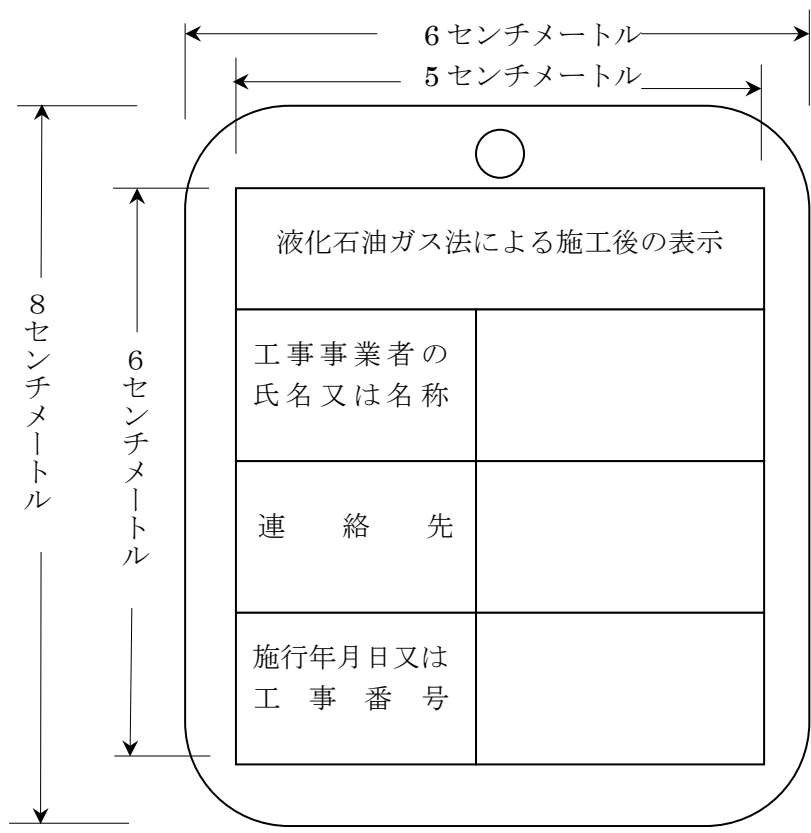 ６センチメートル
５センチメートル
８センチメートル
６センチメートル
液化石油ガス法による施工後の表示
工事事業者の
氏名又は名称
連絡先
施行年月日又は
工事番号